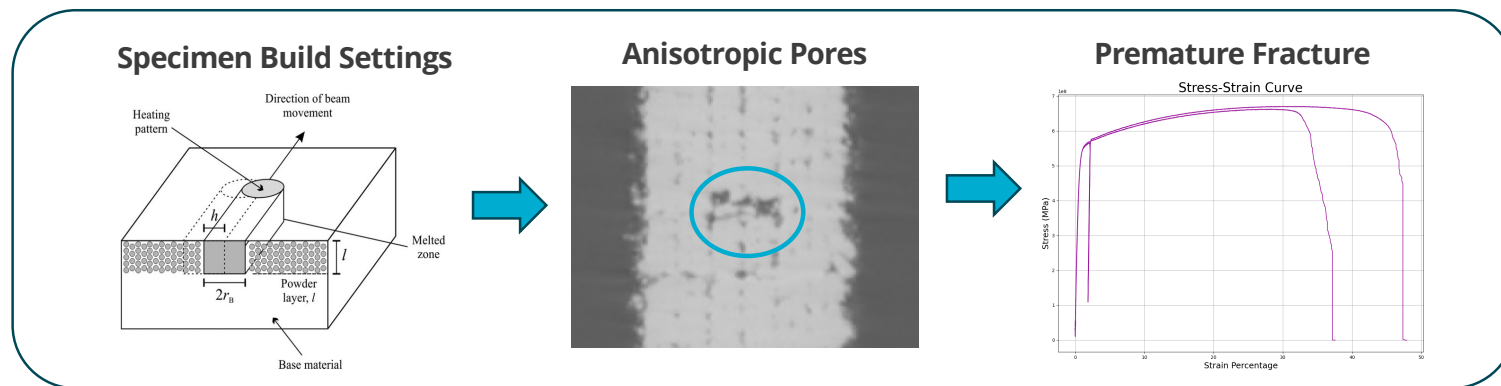 Specimen Build Settings
Direction of beam
movement
Heating
pattern
h
l
Melted
zone
Powder
layer, l
2rB
Base material
Anisotropic Pores
Premature Fracture
Stress-Strain Curve
1e8
7
6
5
4
3
2
1
0
Stress (MPa)
0 10 20 30 40 50
Strain Percentage